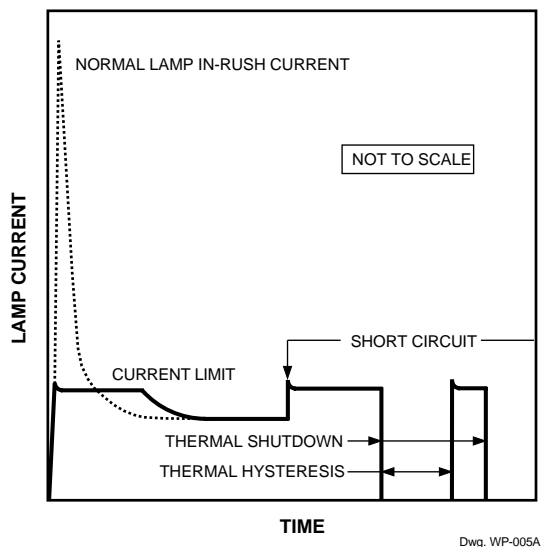 NORMAL LAMP IN-RUSH CURRENT
NOT TO SCALE
LAMP CURRENT
SHORT CIRCUIT
CURRENT LIMIT
THERMAL SHUTDOWN
THERMAL HYSTERESIS
TIME
Dwg. WP-005A